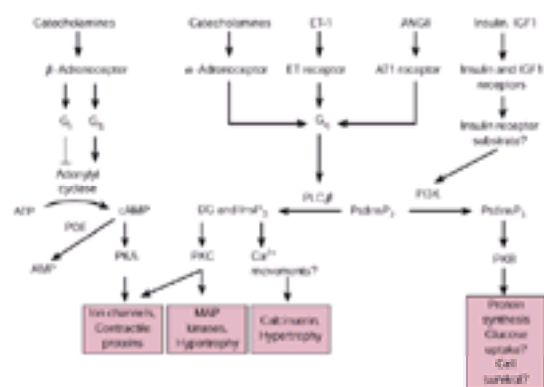 Catecholamines Catecholamines ET-1 ANGII Insulin, IGF1
β-Adrenoceptor α-Adrenoceptor ET receptor AT1 receptor Insulin and IGF1
receptors
Gi Gs Gq Insulin receptor
substrate?
Adenylyl
cyclase
PLCβ PI3K
ATP cAMP DG and InsP3 PtdInsP2 PtdInsP3
PDE
AMP PKA PKC Ca2+
movements? PKB
Ion channels,
Contractile
proteins
MAP
kinases,
Hypertrophy
Calcineurin,
Hypertrophy
Protein
synthesis
Glucose
uptake?
Cell
survival?